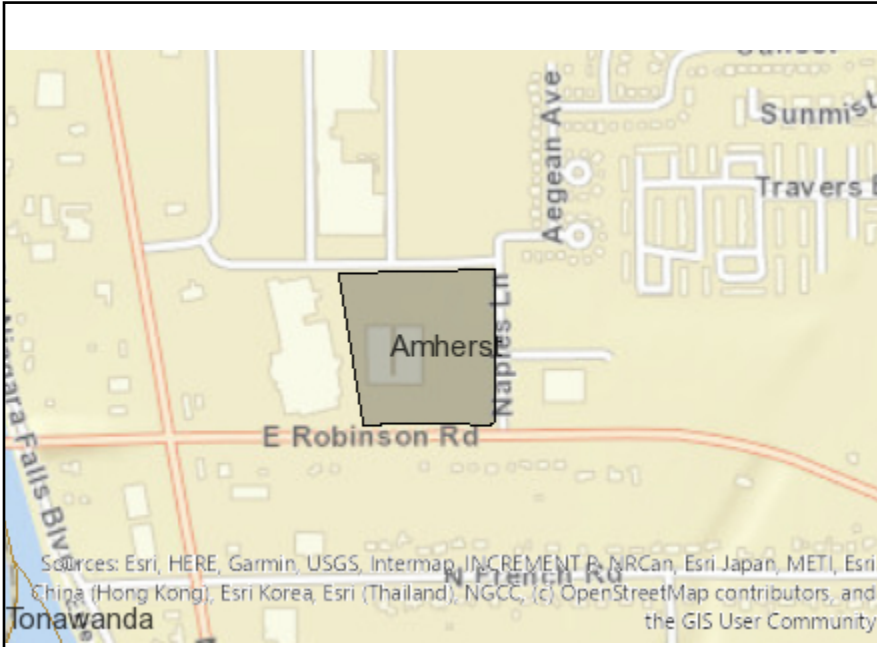 Sunmist
Travers
Aegean Ave
Naples Ln
Amherst
E Robinson Rd
Niagara Falls Blv
N French Rd
Sources: Esri, HERE, Garmin, USGS, Intermap, INCREMENT P, NRCan, Esri Japan, METI, Esri
China (Hong Kong), Esri Korea, Esri (Thailand), NGCC, (c) OpenStreetMap contributors, and
the GIS User Community
Tonawanda